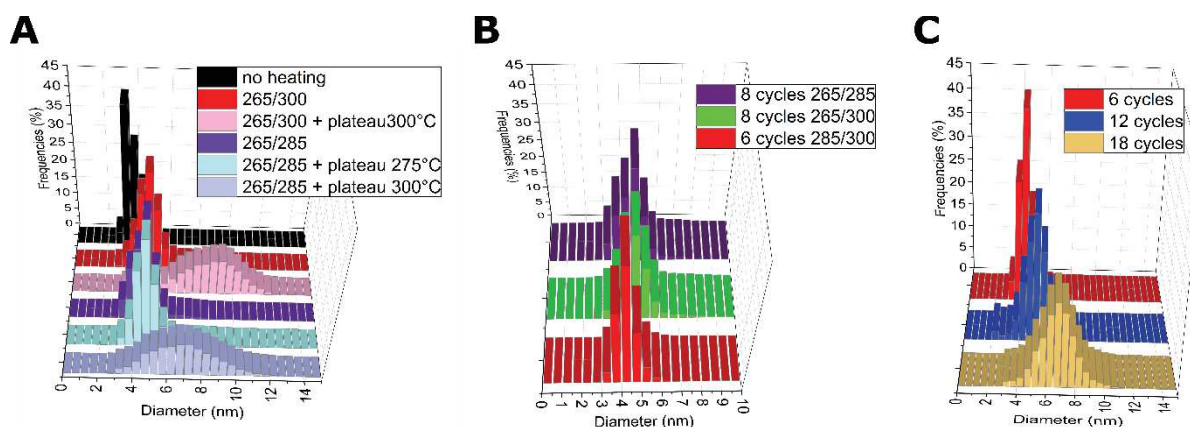 A
45
40
35
30
25
20
15
10
5
0
Frequencies (%)
no heating
265/300
265/300 + plateau300°C
265/285
265/285 + plateau 275°C
265/285 + plateau 300°C
0 2 4 6 8 10 12 14
Diameter (nm)
B
45
40
35
30
25
20
15
10
5
0
Frequencies (%)
8 cycles 265/285
8 cycles 265/300
6 cycles 285/300
0 1 2 3 4 5 6 7 8 9 10
Diameter (nm)
C
45
40
35
30
25
20
15
10
5
0
Frequencies (%)
6 cycles
12 cycles
18 cycles
0 2 4 6 8 10 12 14
Diameter (nm)